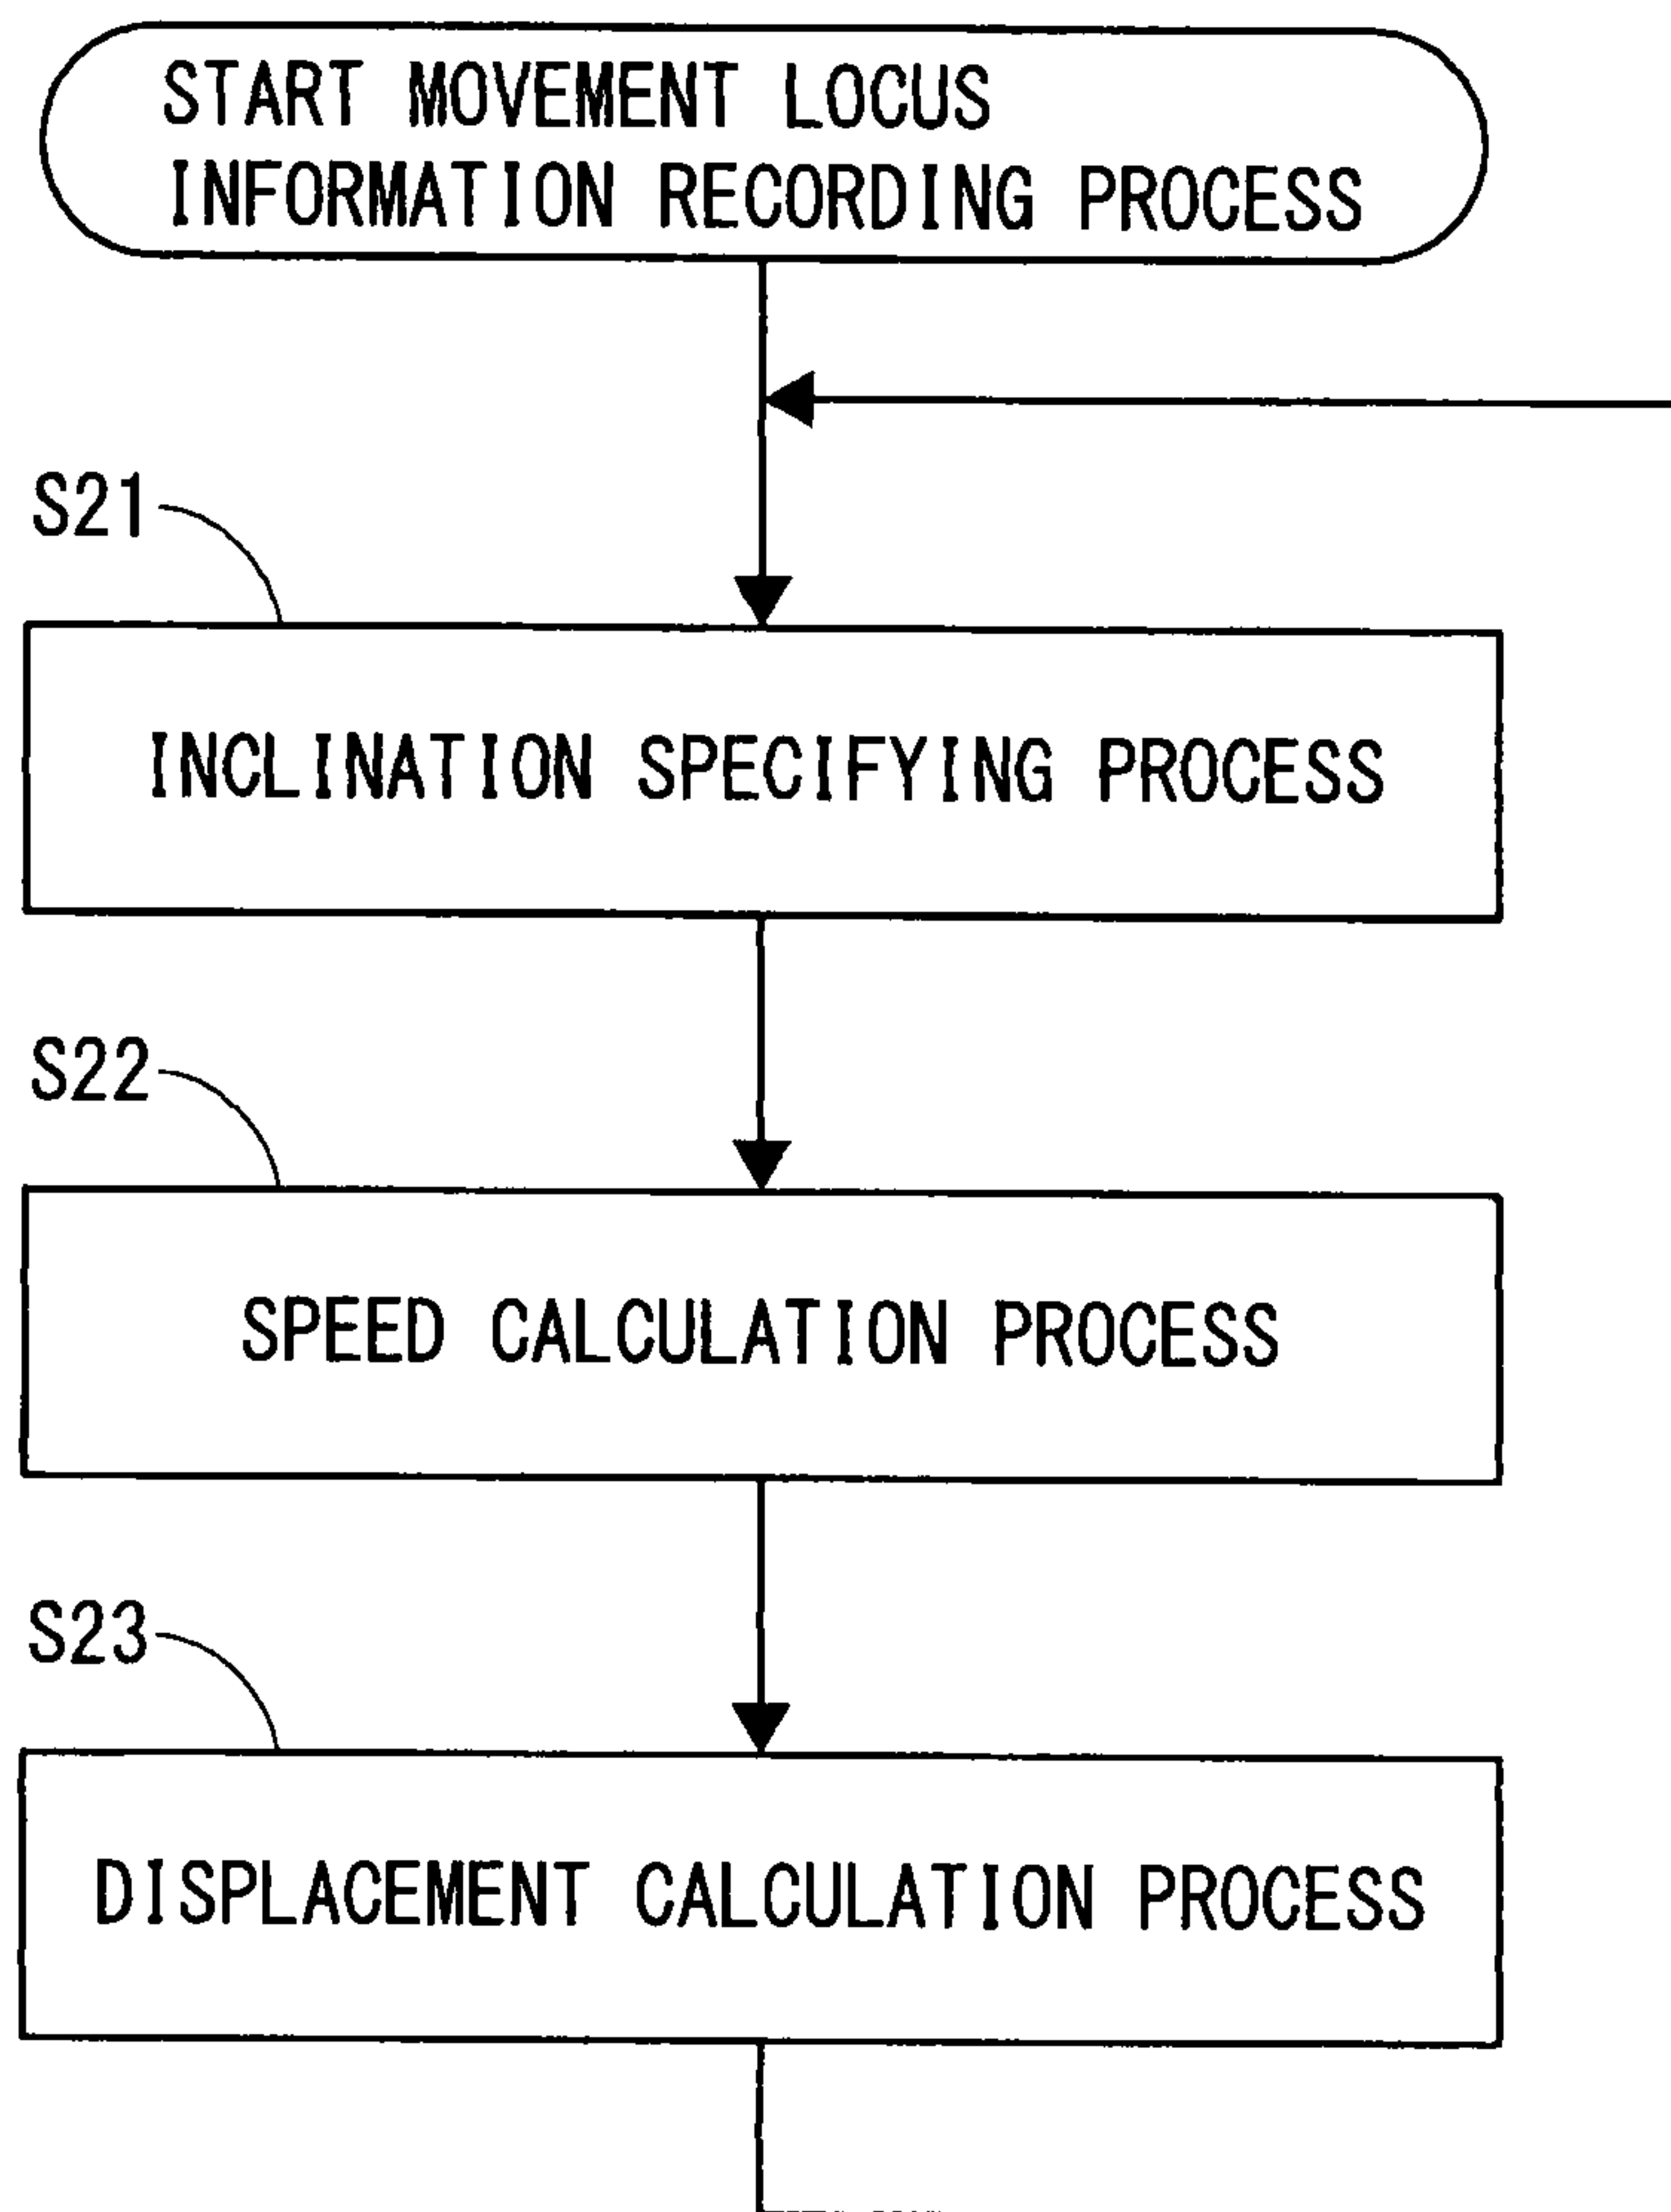 START MOVEMENT LOCUS
INFORMATION RECORDING PROCESS
S21
INCLINATION SPECIFYING PROCESS
S22
SPEED CALCULATION PROCESS
S23
DISPLACEMENT CALCULATION PROCESS